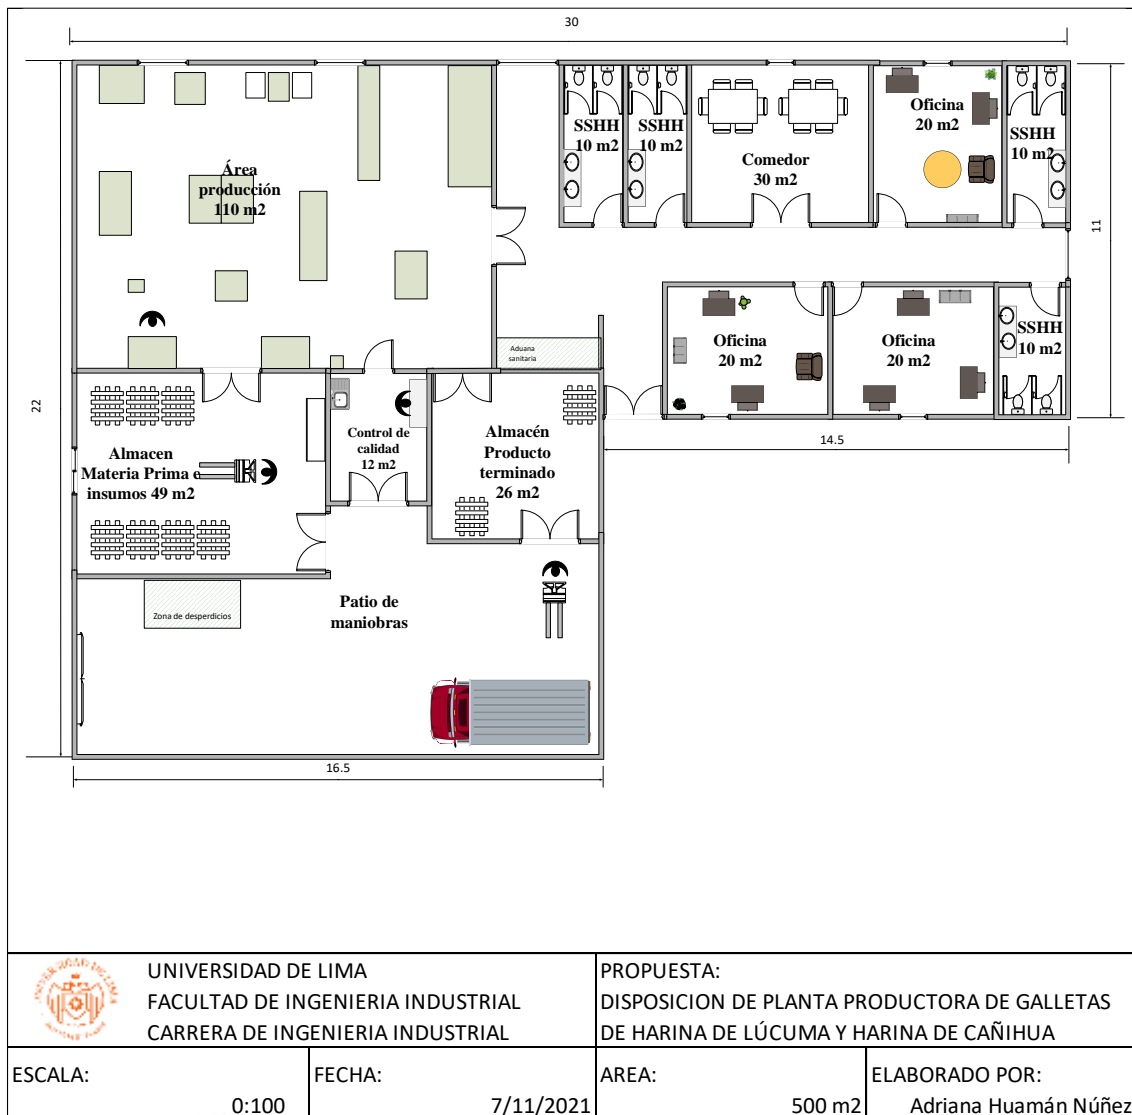 30
SSHH
10 m2
SSHH
10 m2
Comedor
30 m2
Oficina
20 m2
SSHH
10 m2
Área
producción
110 m2
11
Aduana
sanitaria
Oficina
20 m2
Oficina
20 m2
SSHH
10 m2
22
14.5
Almacen
Materia Prima e
insumos 49 m2
Control de
calidad
12 m2
Almacén
Producto
terminado
26 m2
Zona de desperdicios
Patio de
maniobras
16.5
UNIVERSIDAD DE LIMA
FACULTAD DE INGENIERIA INDUSTRIAL
CARRERA DE INGENIERIA INDUSTRIAL
PROPUESTA:
DISPOSICION DE PLANTA PRODUCTORA DE GALLETAS
DE HARINA DE LÚCUMA Y HARINA DE CAÑIHUA
ESCALA:
0:100
FECHA:
7/11/2021
AREA:
500 m2
ELABORADO POR:
Adriana Huamán Núñez